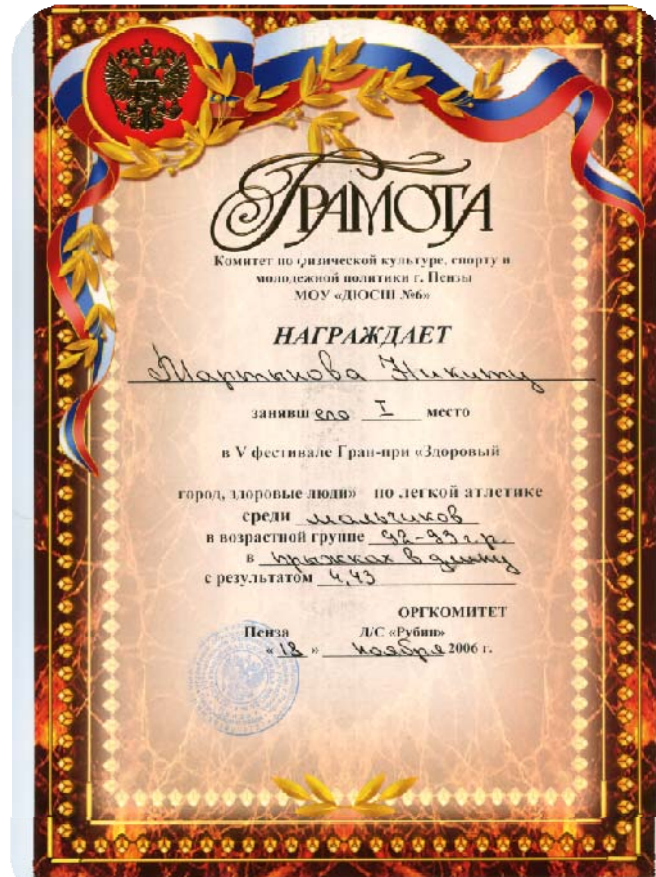 ГРАМОТА
Комитет по физической культуре, спорту и
молодежной политики г. Пензы
МОУ «ДЮСШ №6»
НАГРАЖДАЕТ
Мартынова Никиту
занявш его I место
в V фестивале Гран-при «Здоровый
город, здоровые люди» по легкой атлетике
среди мальчиков
в возрастной группе 92-93 г.р.
в прыжках в длину
с результатом 4,43
ОРГКОМИТЕТ
Пенза Л/С «Рубин»
« 18 » ноября 2006 г.